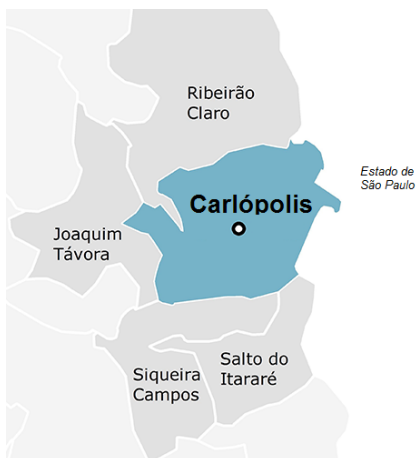 Ribeirão
Claro
Estado de
São Paulo
Carlópolis
Joaquim
Távora
Salto do
Itararé
Siqueira
Campos